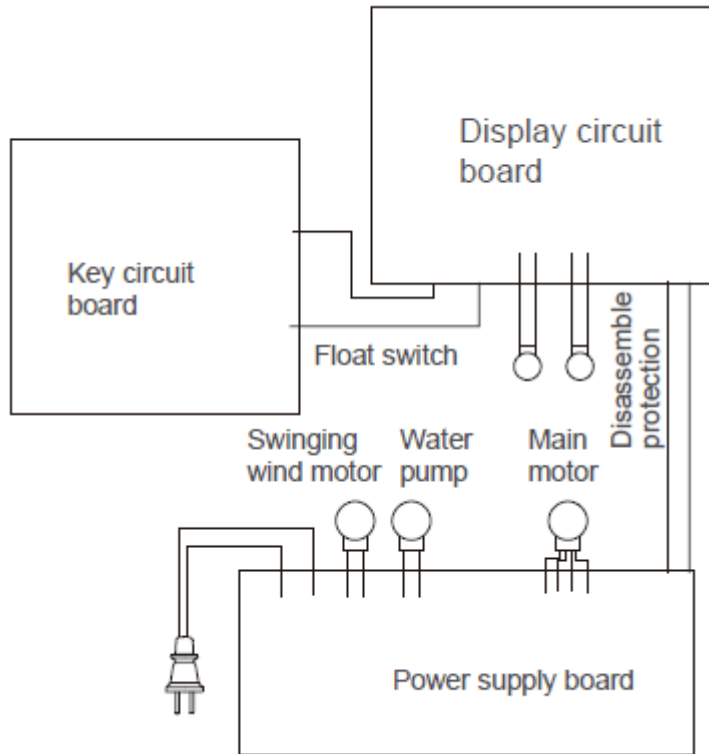 Display circuit
board
Key circuit
board
Float switch
Disassemble
protection
Swinging
wind motor
Water
pump
Main
motor
Power supply board